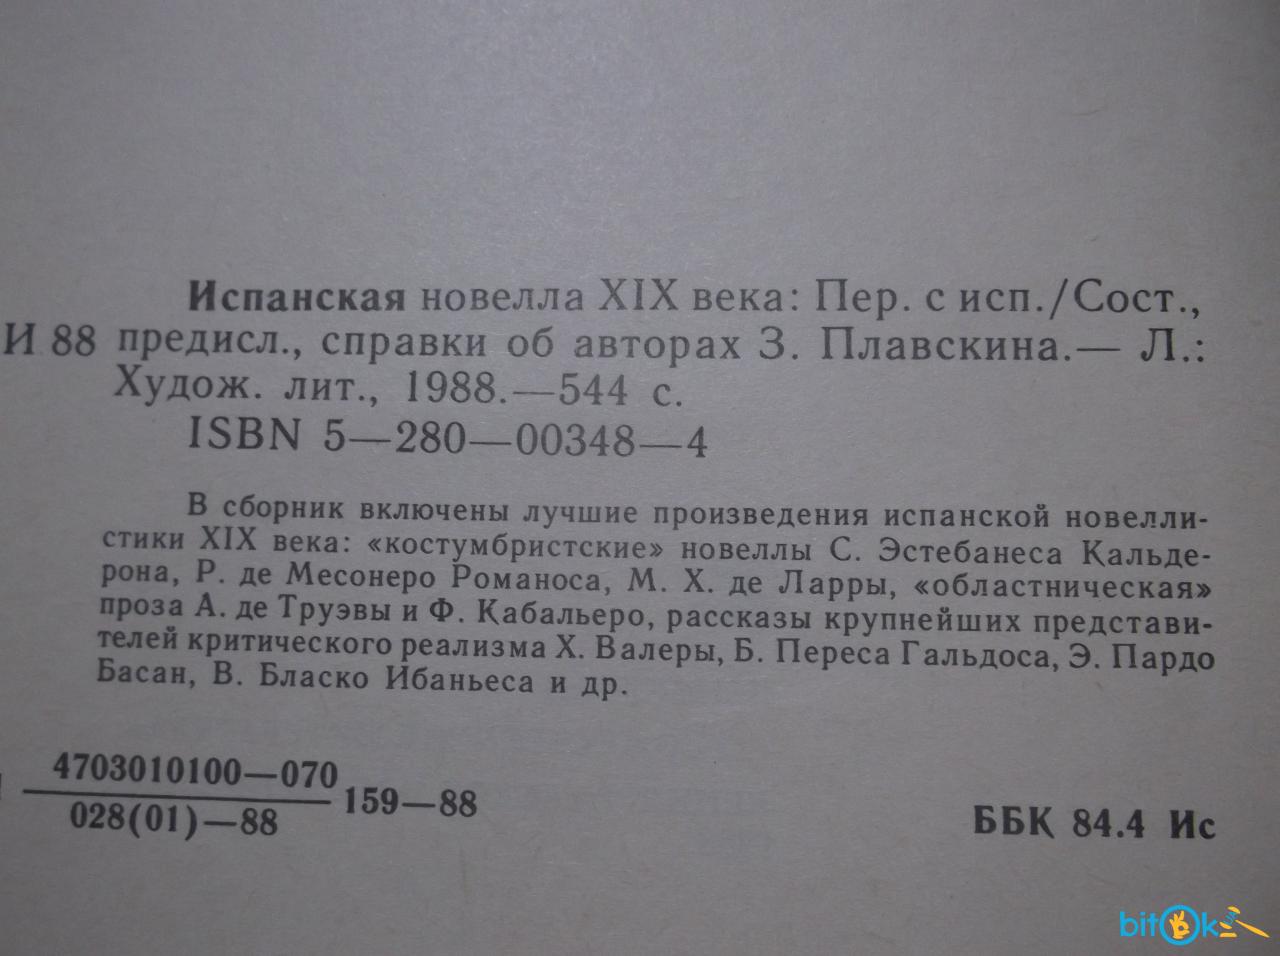 Испанская новелла XIX века: Пер. с исп./Сост.,
И 88 предисл., справки об авторах З. Плавскина.— Л.:
Худож. лит., 1988.—544 с.
ISBN 5—280—00348—4
В сборник включены лучшие произведения испанской новелли-
стики XIX века: «костумбристские» новеллы С. Эстебанеса Кальде-
рона, Р. де Месонеро Романоса, М. Х. де Ларры, «областническая»
проза А. де Труэвы и Ф. Кабальеро, рассказы крупнейших представи-
телей критического реализма Х. Валеры, Б. Переса Гальдоса, Э. Пардо
Басан, В. Бласко Ибаньеса и др.
4703010100—070
028(01)—88
159—88
ББК 84.4 Ис
bitok